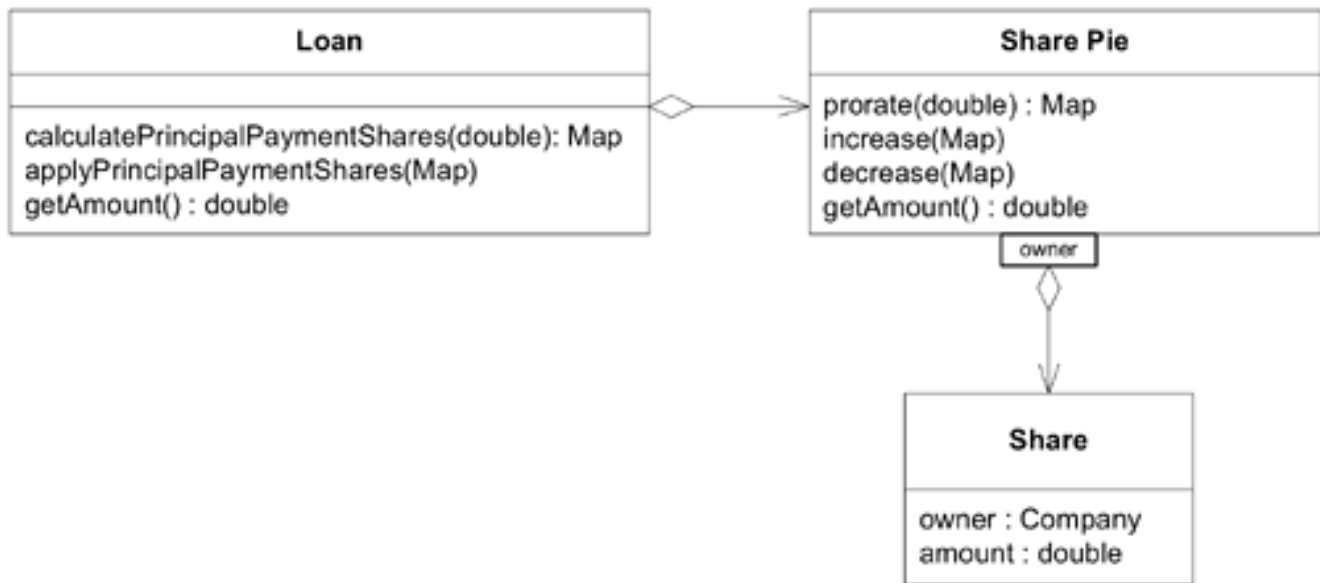 Loan
calculatePrincipalPaymentShares(double): Map
applyPrincipalPaymentShares(Map)
getAmount() : double
Share Pie
prorate(double) : Map
increase(Map)
decrease(Map)
getAmount() : double
owner
Share
owner : Company
amount : double